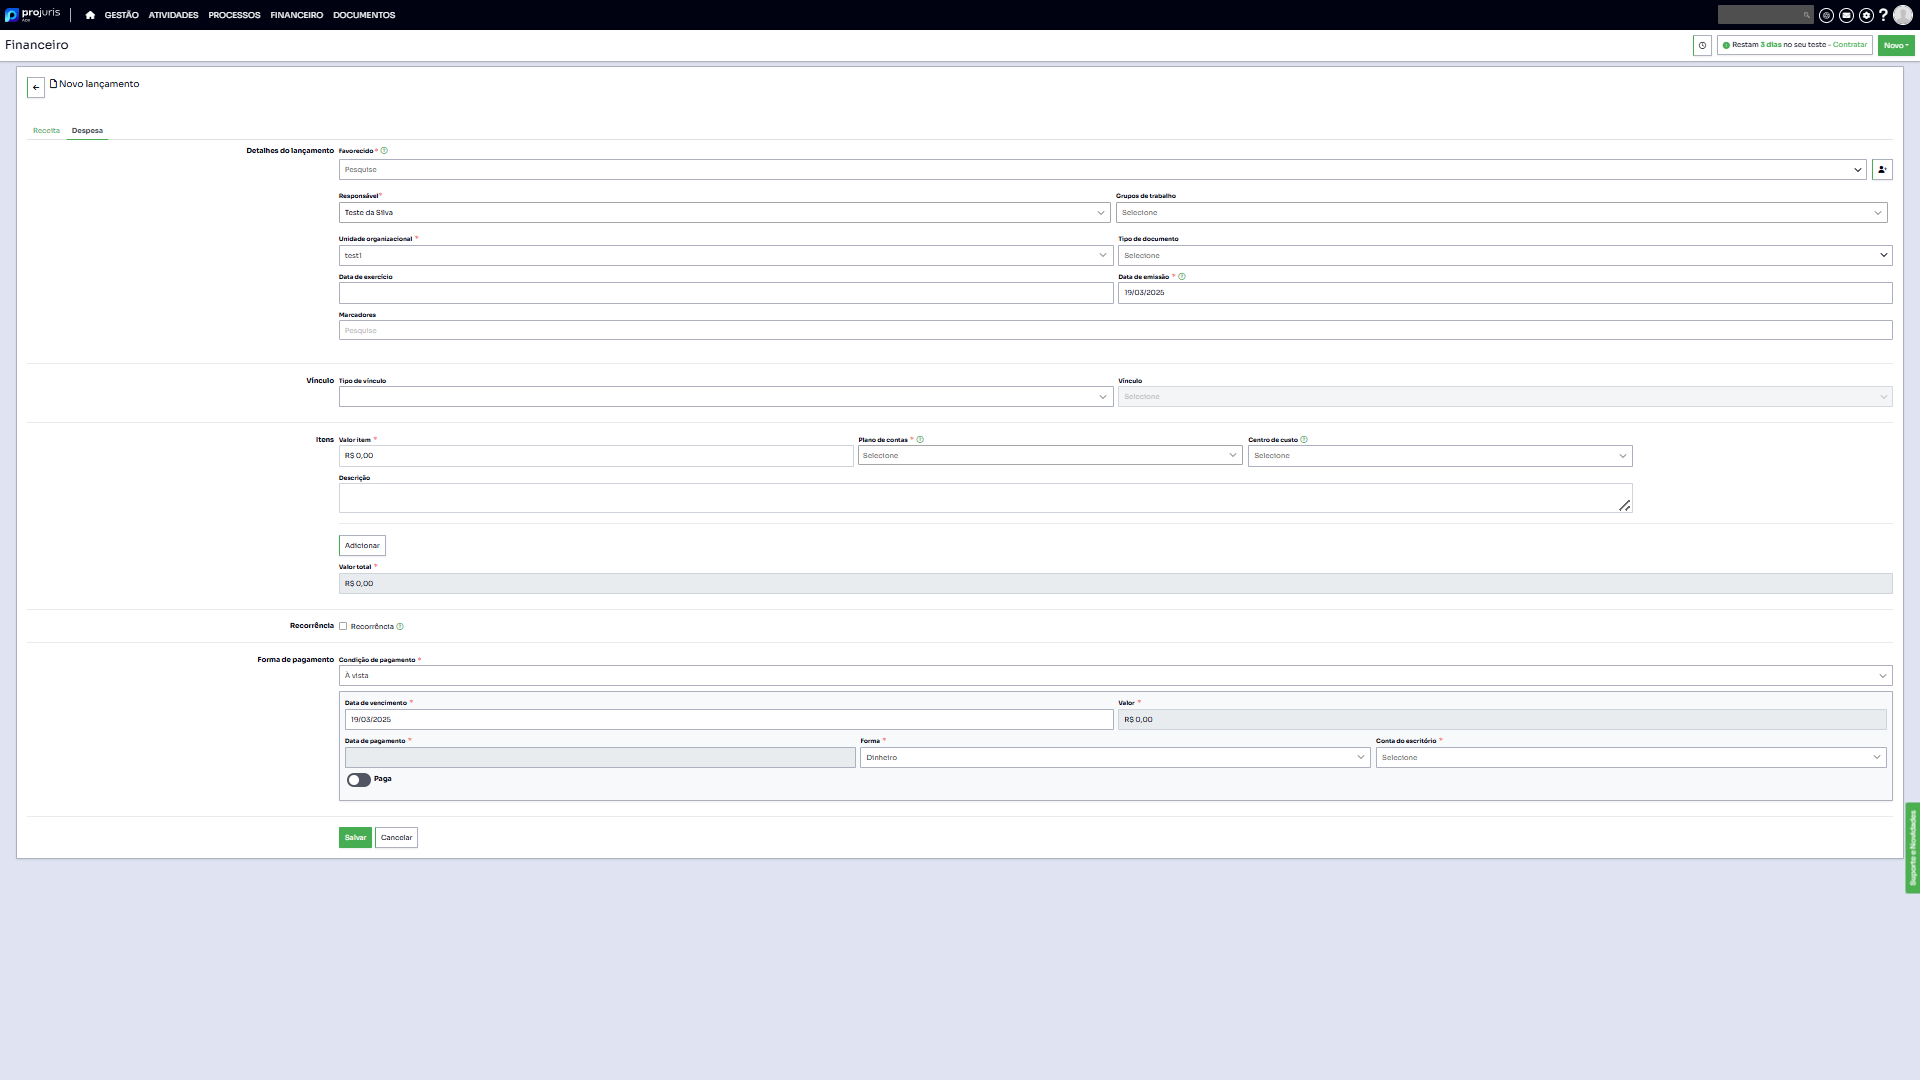 projuris
ADV
GESTÃO ATIVIDADES PROCESSOS FINANCEIRO DOCUMENTOS
Financeiro
Restam 3 dias no seu teste - Contratar
Novo
Novo lançamento
Receita Despesa
Detalhes do lançamento
Favorecido *
Pesquise
Responsável* Grupos de trabalho
Teste da Silva Selecione
Unidade organizacional * Tipo de documento
test1 Selecione
Data de exercício Data de emissão *
19/03/2025
Marcadores
Pesquise
Vínculo
Tipo de vínculo Vínculo
Selecione
Itens
Valor item * Plano de contas * Centro de custo
R$ 0,00 Selecione Selecione
Descrição
Adicionar
Valor total *
R$ 0,00
Recorrência
Recorrência
Forma de pagamento
Condição de pagamento *
À vista
Data de vencimento * Valor *
19/03/2025 R$ 0,00
Data de pagamento * Forma * Conta do escritório *
Dinheiro Selecione
Paga
Salvar Cancelar
Suporte e Novidades